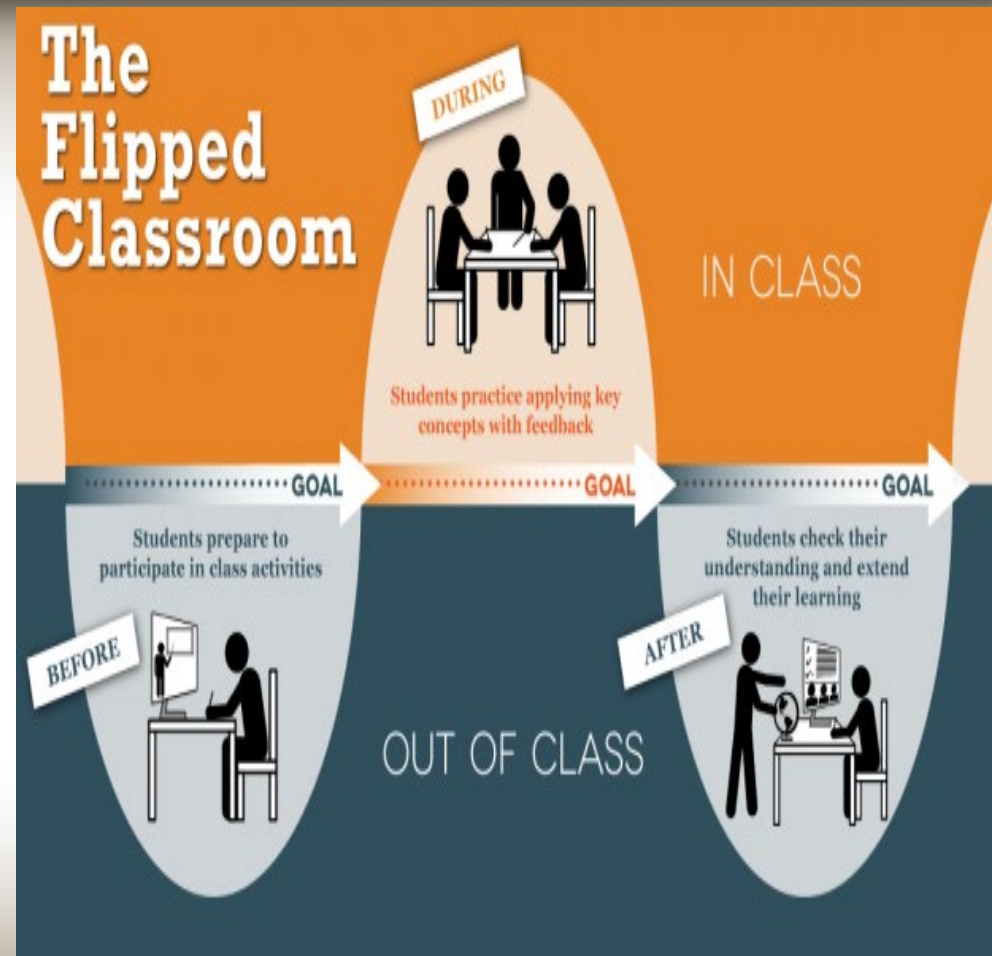 The
Flipped
Classroom
DURING
IN CLASS
Students practice applying key
concepts with feedback
GOAL
GOAL
GOAL
Students prepare to
participate in class activities
BEFORE
Students check their
understanding and extend
their learning
AFTER
OUT OF CLASS